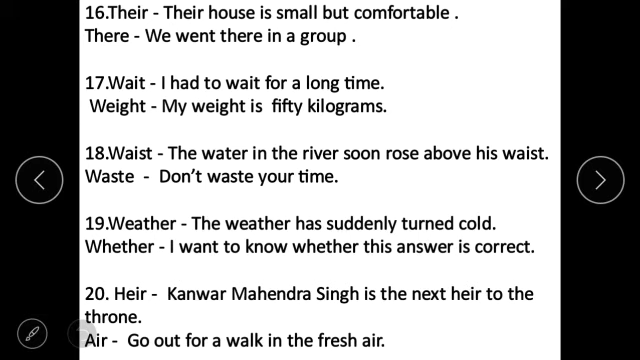 16.Their - Their house is small but comfortable .
There - We went there in a group .
17.Wait - I had to wait for a long time.
Weight - My weight is fifty kilograms.
18.Waist - The water in the river soon rose above his waist.
Waste - Don't waste your time.
19.Weather - The weather has suddenly turned cold.
Whether - I want to know whether this answer is correct.
20. Heir - Kanwar Mahendra Singh is the next heir to the
throne.
Air - Go out for a walk in the fresh air.